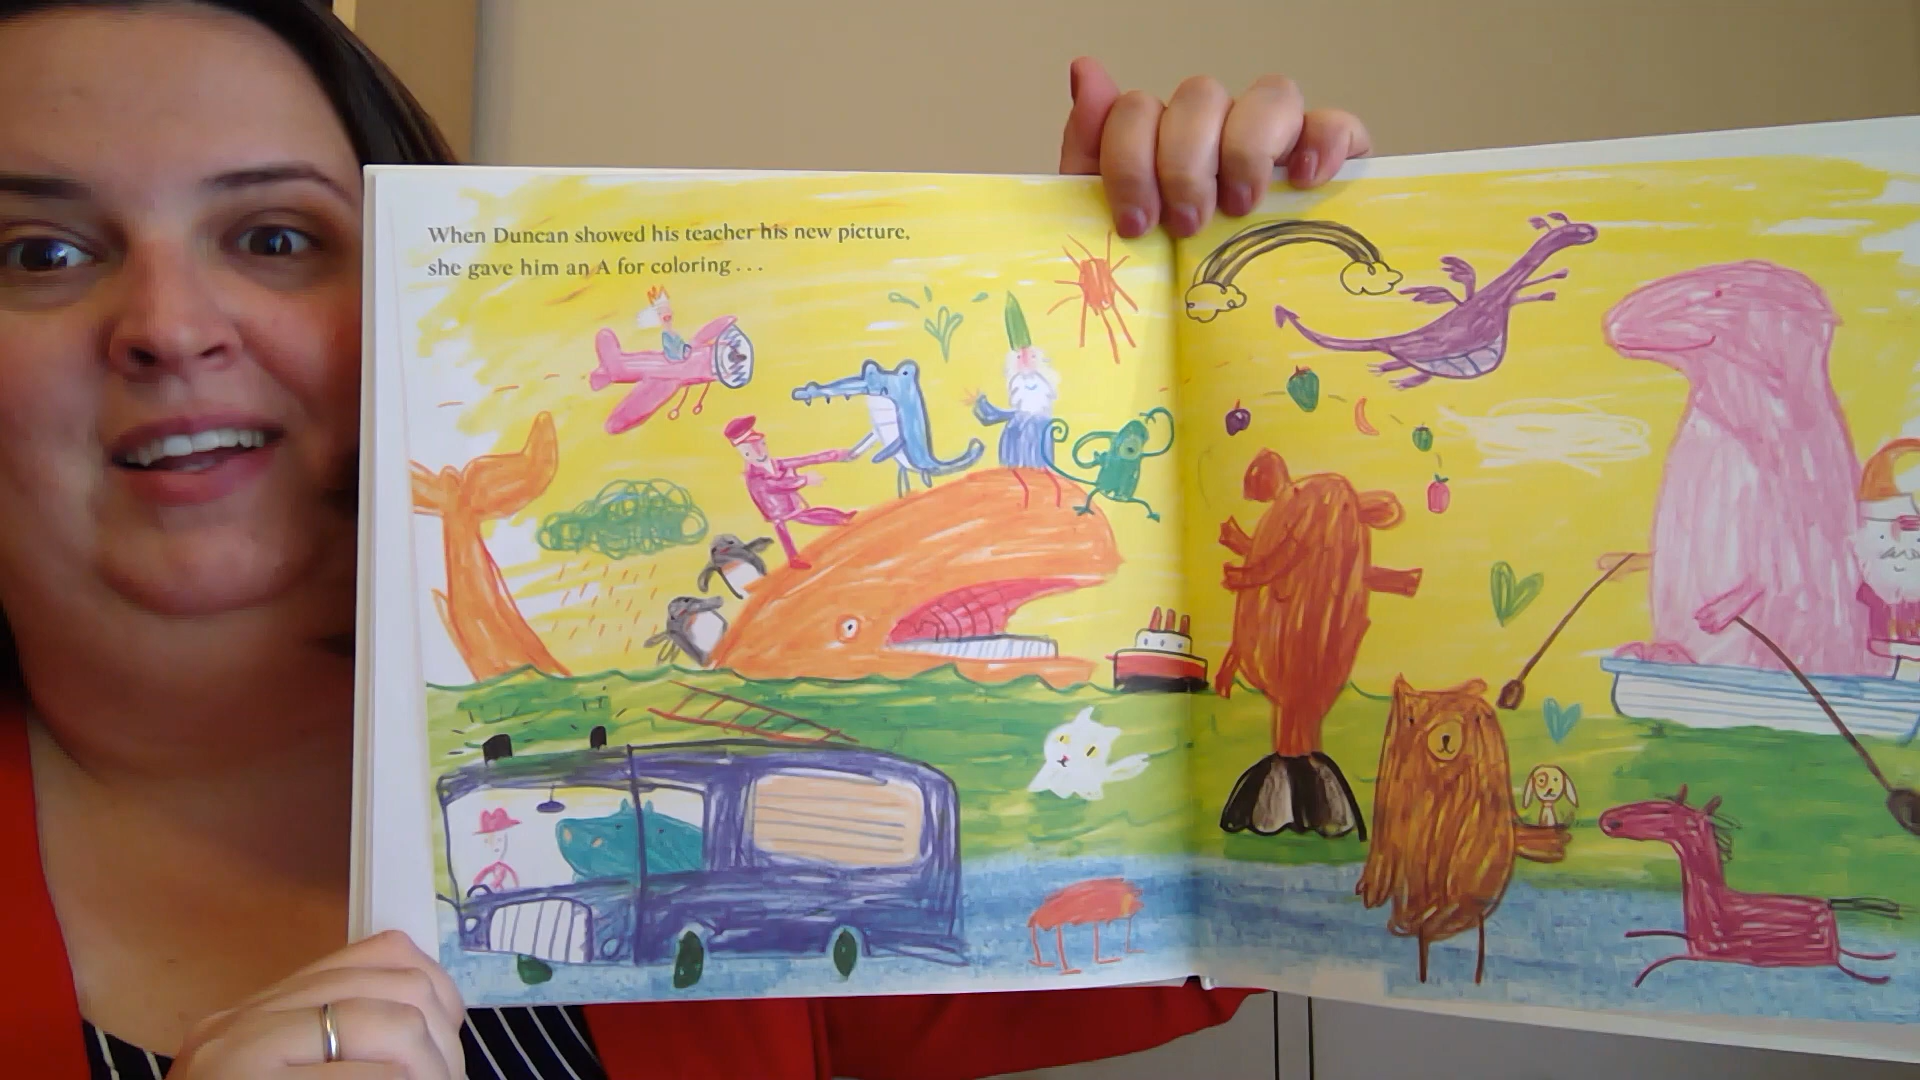 When Duncan showed his teacher his new picture,
she gave him an A for coloring . . .